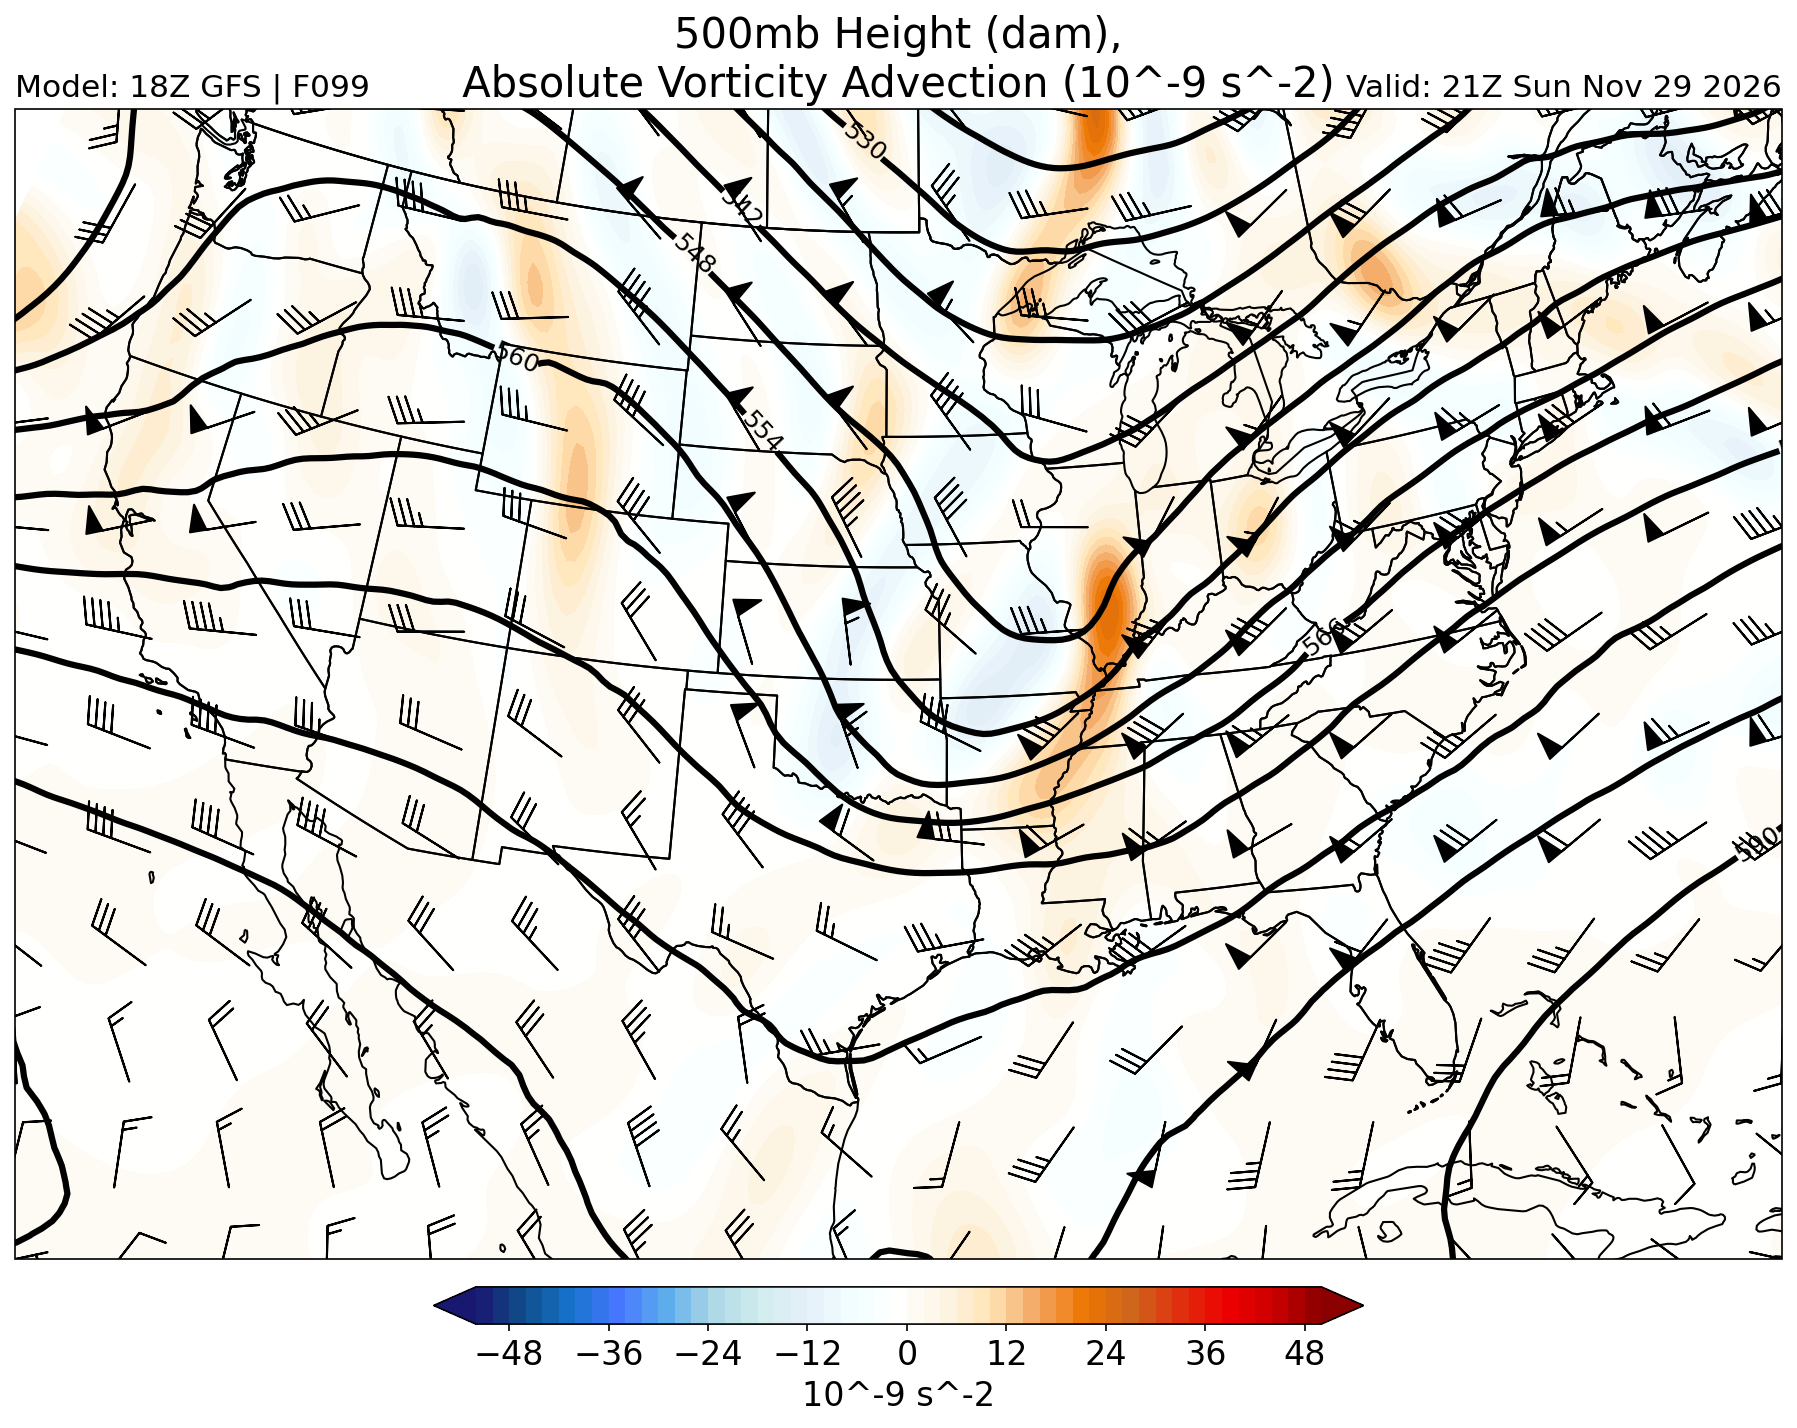 500mb Height (dam),
Absolute Vorticity Advection (10^-9 s^-2)
Model: 18Z GFS | F099
Valid: 21Z Sun Nov 29 2026
530
542
548
560
554
566
590
−48 −36 −24 −12 0 12 24 36 48
10^-9 s^-2